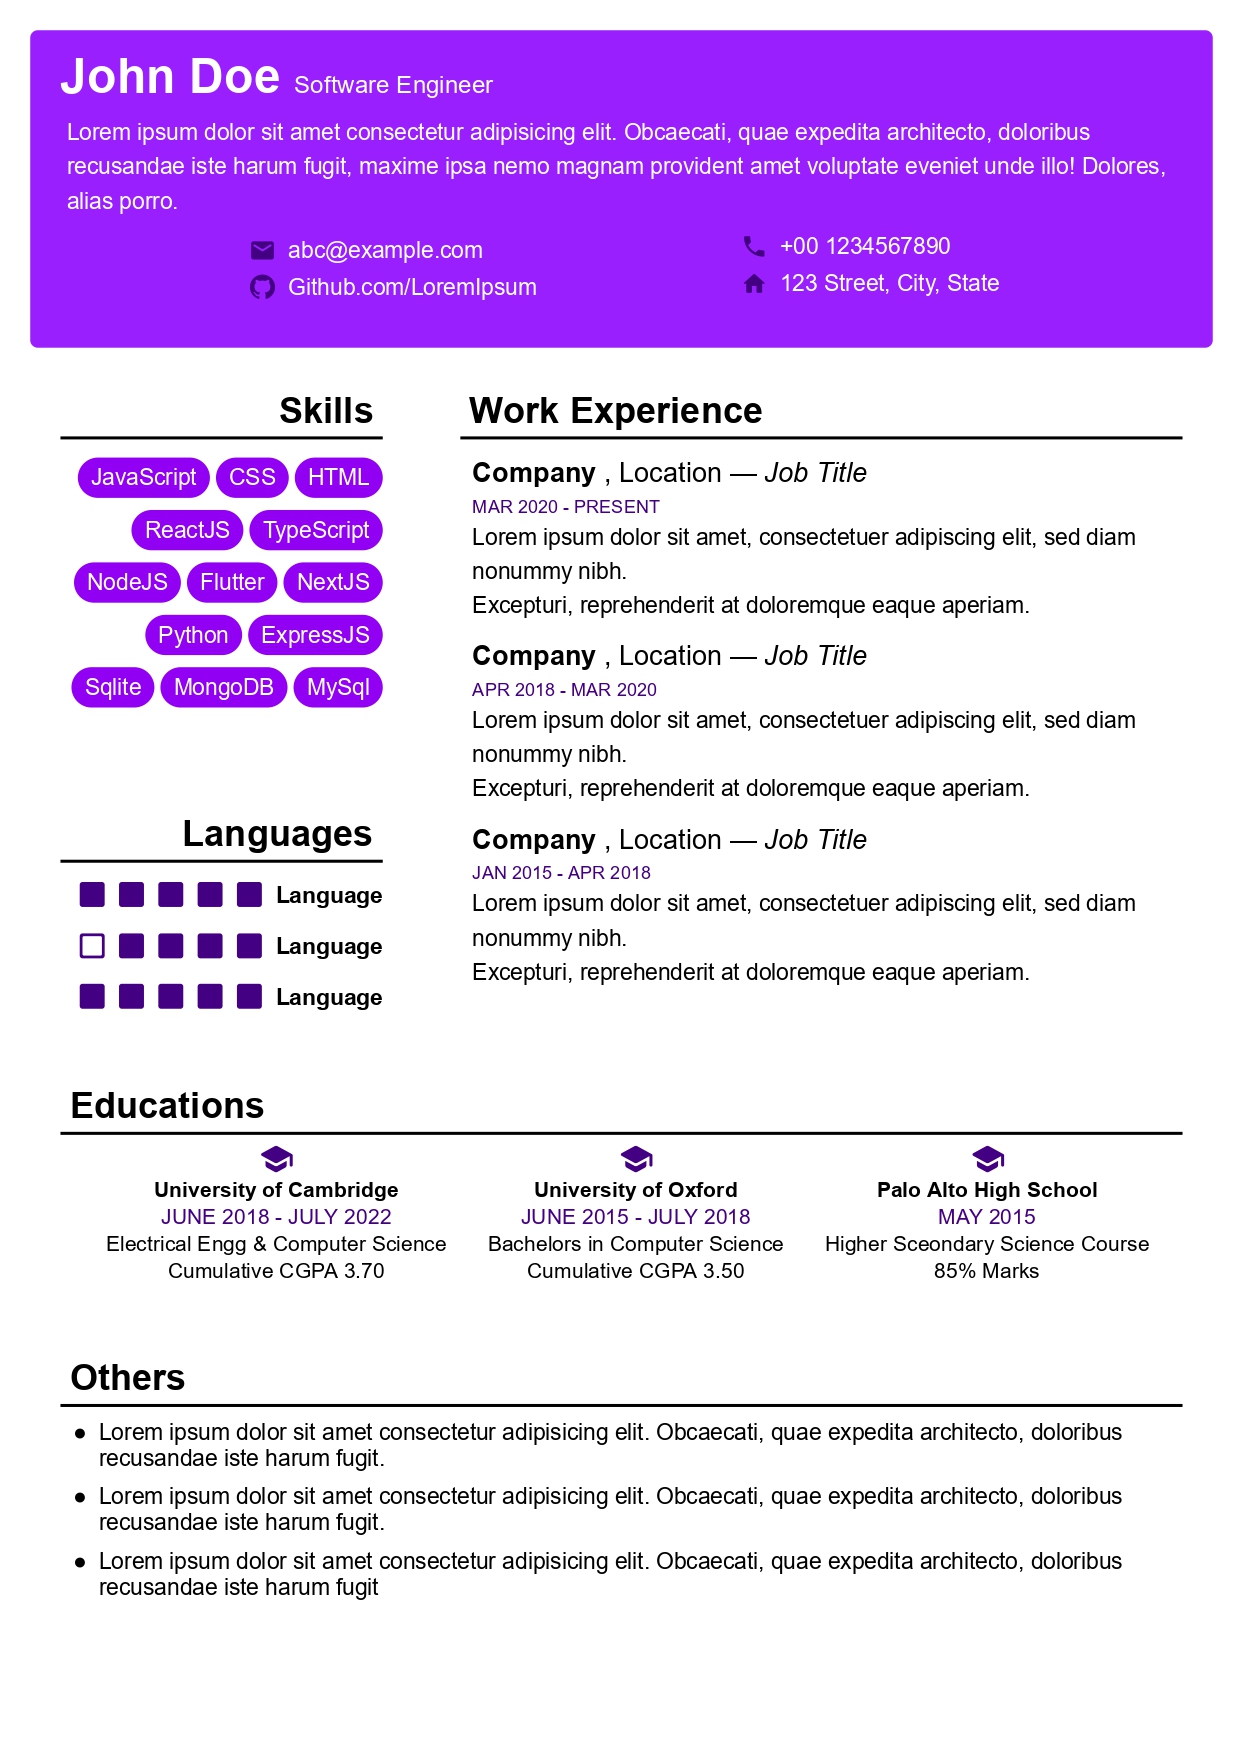 John Doe Software Engineer
Lorem ipsum dolor sit amet consectetur adipisicing elit. Obcaecati, quae expedita architecto, doloribus
recusandae iste harum fugit, maxime ipsa nemo magnam provident amet voluptate eveniet unde illo! Dolores,
alias porro.
abc@example.com
Github.com/LoremIpsum
+00 1234567890
123 Street, City, State
Skills
JavaScript CSS HTML
ReactJS TypeScript
NodeJS Flutter NextJS
Python ExpressJS
Sqlite MongoDB MySql
Languages
Language
Language
Language
Work Experience
Company , Location — Job Title
MAR 2020 - PRESENT
Lorem ipsum dolor sit amet, consectetuer adipiscing elit, sed diam
nonummy nibh.
Excepturi, reprehenderit at doloremque eaque aperiam.
Company , Location — Job Title
APR 2018 - MAR 2020
Lorem ipsum dolor sit amet, consectetuer adipiscing elit, sed diam
nonummy nibh.
Excepturi, reprehenderit at doloremque eaque aperiam.
Company , Location — Job Title
JAN 2015 - APR 2018
Lorem ipsum dolor sit amet, consectetuer adipiscing elit, sed diam
nonummy nibh.
Excepturi, reprehenderit at doloremque eaque aperiam.
Educations
University of Cambridge
JUNE 2018 - JULY 2022
Electrical Engg & Computer Science
Cumulative CGPA 3.70
University of Oxford
JUNE 2015 - JULY 2018
Bachelors in Computer Science
Cumulative CGPA 3.50
Palo Alto High School
MAY 2015
Higher Sceondary Science Course
85% Marks
Others
● Lorem ipsum dolor sit amet consectetur adipisicing elit. Obcaecati, quae expedita architecto, doloribus
recusandae iste harum fugit.
● Lorem ipsum dolor sit amet consectetur adipisicing elit. Obcaecati, quae expedita architecto, doloribus
recusandae iste harum fugit.
● Lorem ipsum dolor sit amet consectetur adipisicing elit. Obcaecati, quae expedita architecto, doloribus
recusandae iste harum fugit